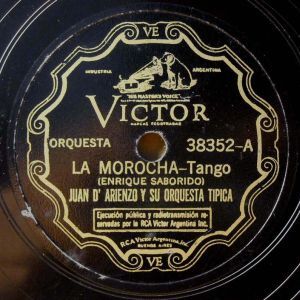 VE
INDUSTRIA ARGENTINA
"HIS MASTER'S VOICE"
VICTOR
MARCAS REGISTRADAS
ORQUESTA 38352-A
LA MOROCHA-Tango
(ENRIQUE SABORIDO)
JUAN D' ARIENZO Y SU ORQUESTA TIPICA
Ejecución pública y radiotransmisión re-
servadas por la RCA Victor Argentina Inc.
RCA Victor Argentina Inc.
BUENOS AIRES
VE